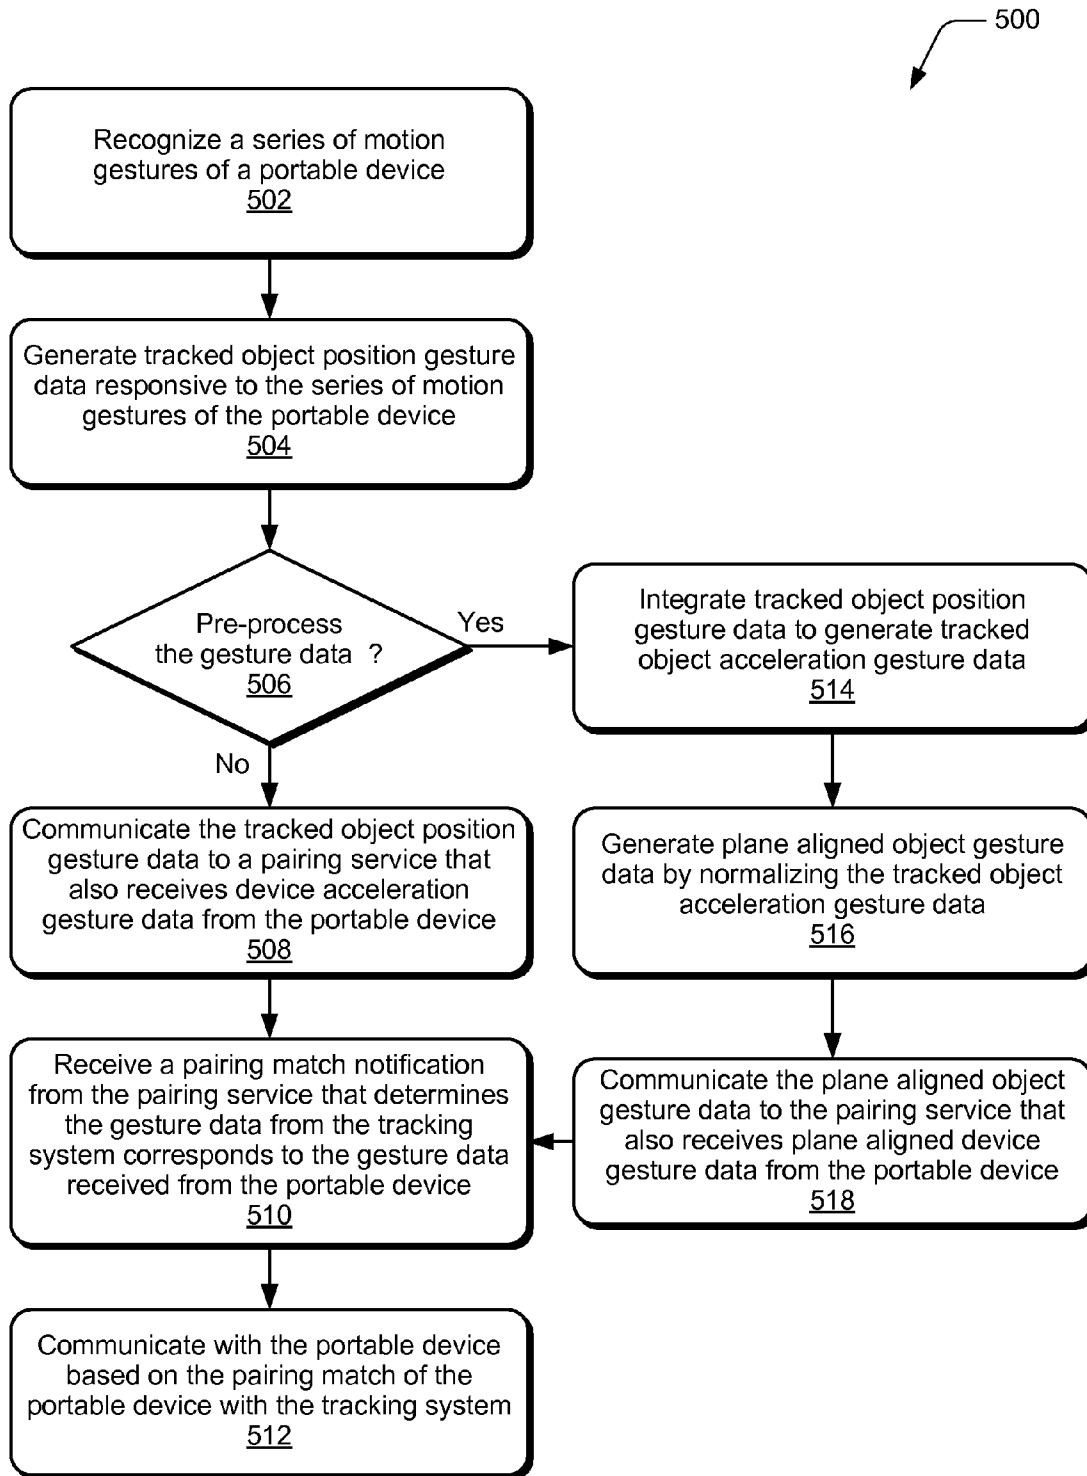 500
Recognize a series of motion
gestures of a portable device
502
Generate tracked object position gesture
data responsive to the series of motion
gestures of the portable device
504
Pre-process
the gesture data ?
506
Yes
No
Integrate tracked object position
gesture data to generate tracked
object acceleration gesture data
514
Communicate the tracked object position
gesture data to a pairing service that
also receives device acceleration
gesture data from the portable device
508
Generate plane aligned object gesture
data by normalizing the tracked object
acceleration gesture data
516
Receive a pairing match notification
from the pairing service that determines
the gesture data from the tracking
system corresponds to the gesture data
received from the portable device
510
Communicate the plane aligned object
gesture data to the pairing service that
also receives plane aligned device
gesture data from the portable device
518
Communicate with the portable device
based on the pairing match of the
portable device with the tracking system
512